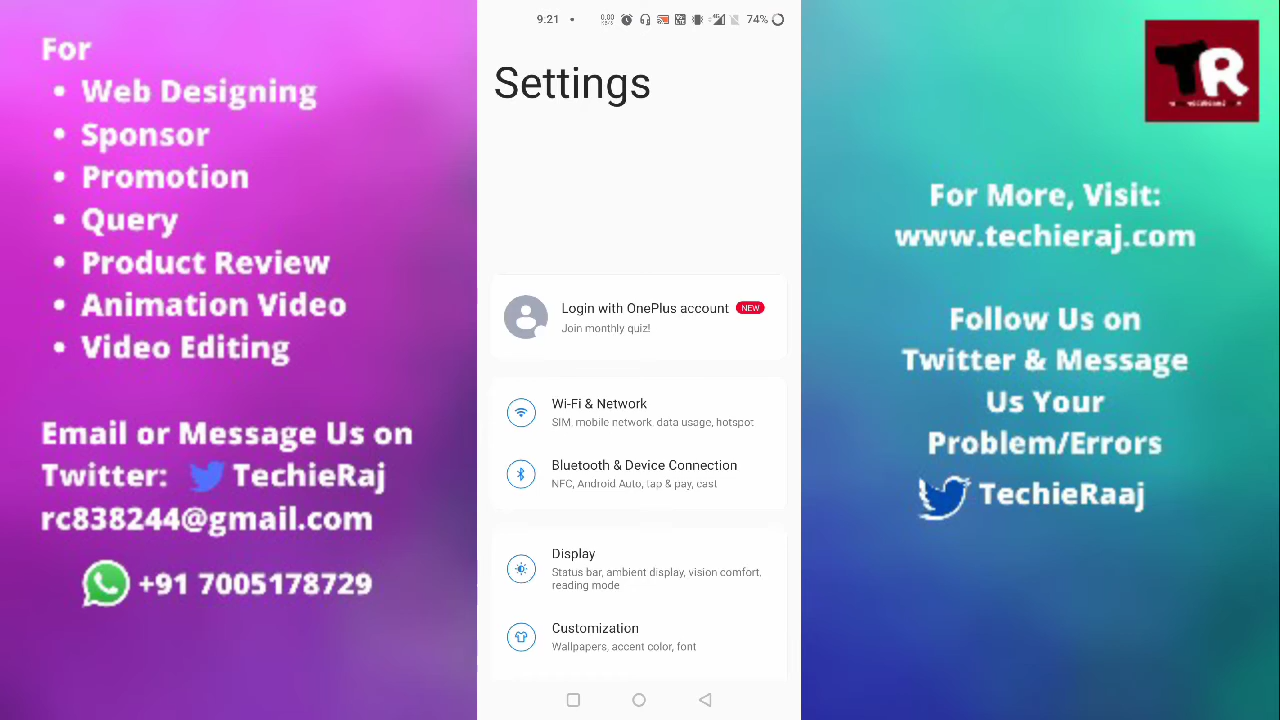 For
• Web Designing
• Sponsor
• Promotion
• Query
• Product Review
• Animation Video
• Video Editing
Email or Message Us on
Twitter: TechieRaj
rc838244@gmail.com
+91 7005178729
9:21 •
74%
Settings
Login with OnePlus account NEW
Join monthly quiz!
Wi-Fi & Network
SIM, mobile network, data usage, hotspot
Bluetooth & Device Connection
NFC, Android Auto, tap & pay, cast
Display
Status bar, ambient display, vision comfort,
reading mode
Customization
Wallpapers, accent color, font
TR
For More, Visit:
www.techieraj.com
Follow Us on
Twitter & Message
Us Your
Problem/Errors
TechieRaaj